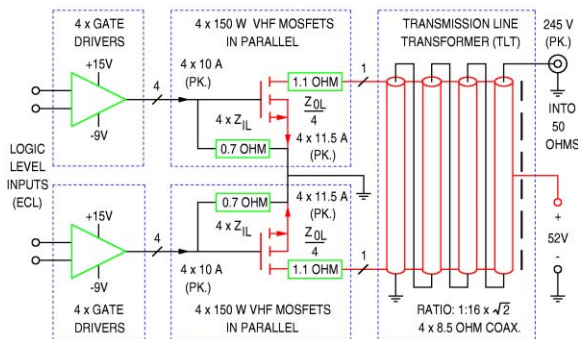 4 x GATE
DRIVERS
4 x 150 W VHF MOSFETS
IN PARALLEL
TRANSMISSION LINE
TRANSFORMER (TLT)
245 V
(PK.)
+15V
4
4 x 10 A
(PK.)
1.1 OHM
1
Z0L
4
4 x ZIL
-9V
0.7 OHM
4 x 11.5 A
(PK.)
INTO
50
OHMS
LOGIC
LEVEL
INPUTS
(ECL)
+15V
0.7 OHM
4 x 11.5 A
(PK.)
4 x ZIL
Z0L
4
+
52V
-
4
4 x 10 A
(PK.)
1.1 OHM
1
-9V
4 x GATE
DRIVERS
4 x 150 W VHF MOSFETS
IN PARALLEL
RATIO: 1:16 x √2
4 x 8.5 OHM COAX.